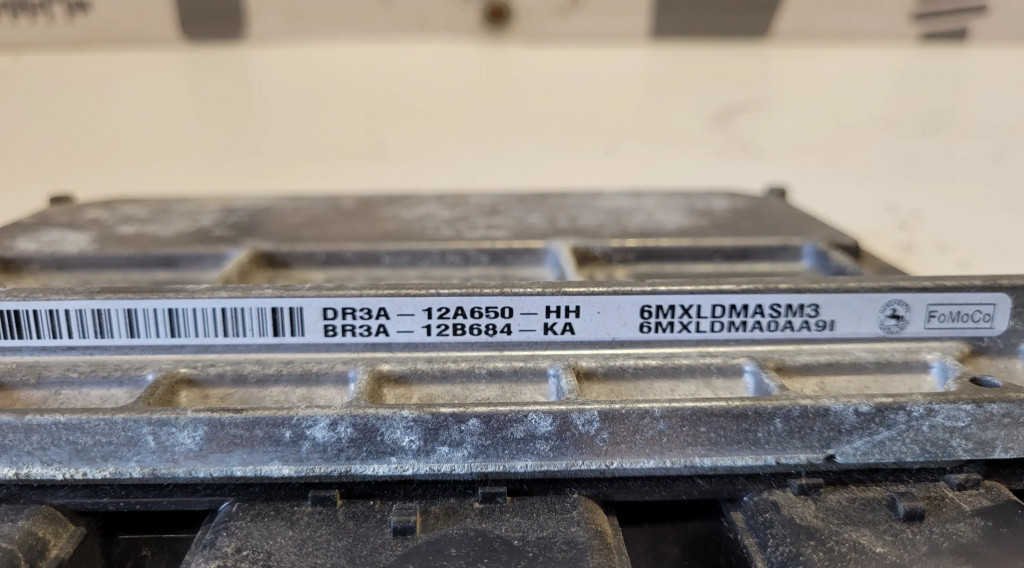 DR3A-12A650-HH 6MXLDMASM3
BR3A-12B684-KA 6MXLDMA0AA9I
FoMoCo